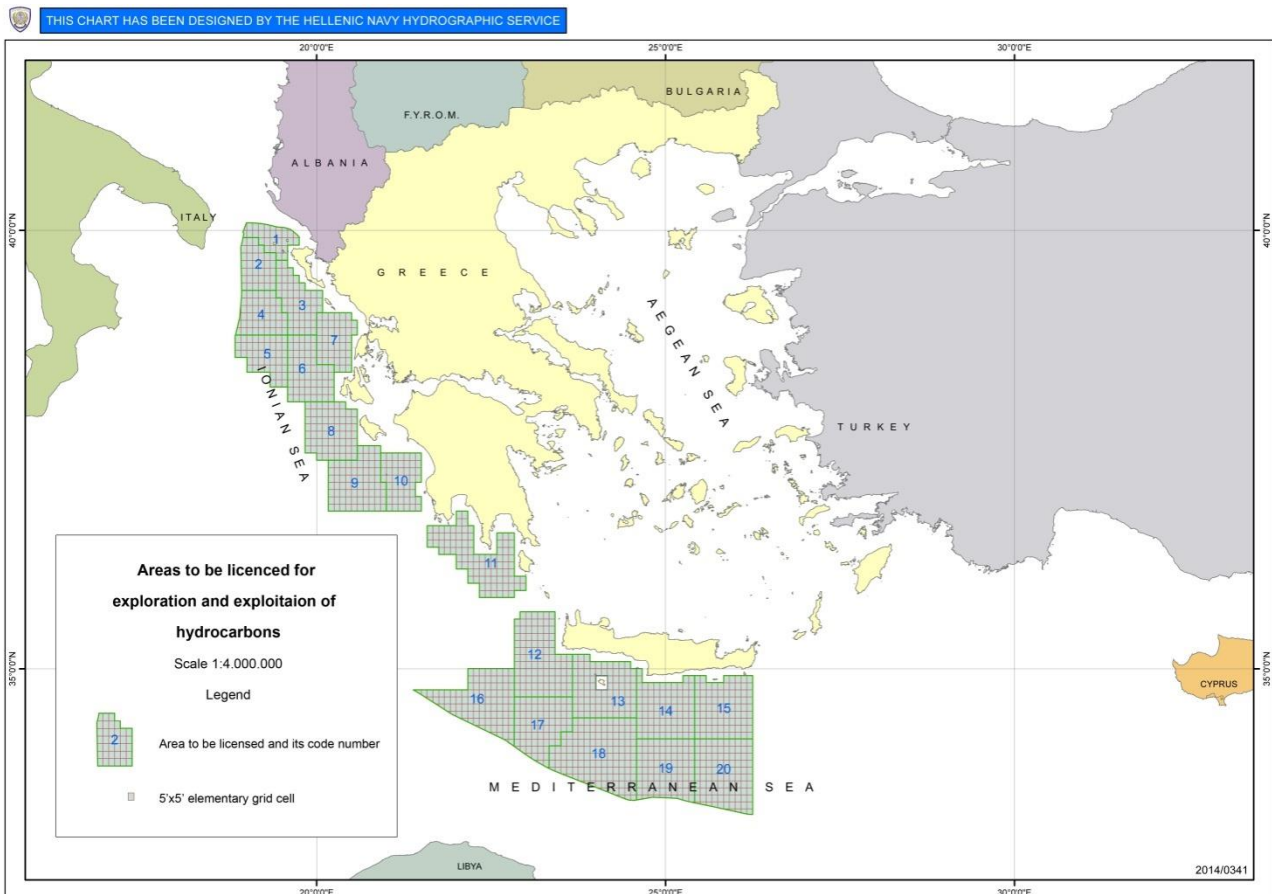 THIS CHART HAS BEEN DESIGNED BY THE HELLENIC NAVY HYDROGRAPHIC SERVICE
20°0'0"E
25°0'0"E
30°0'0"E
BULGARIA
F.Y.R.O.M.
ALBANIA
ITALY
40°0'0"N
40°0'0"N
1
2
GREECE
3
4
AEGEAN SEA
7
5
6
IONIAN SEA
TURKEY
8
9
10
11
Areas to be licenced for
exploration and exploitaion of
hydrocarbons
Scale 1:4.000.000
Legend
2
Area to be licensed and its code number
5'x5' elementary grid cell
12
35°0'0"N
35°0'0"N
CYPRUS
16
13
14
15
17
18
19
20
MEDITERRANEAN SEA
LIBYA
2014/0341
20°0'0"E
25°0'0"E
30°0'0"E